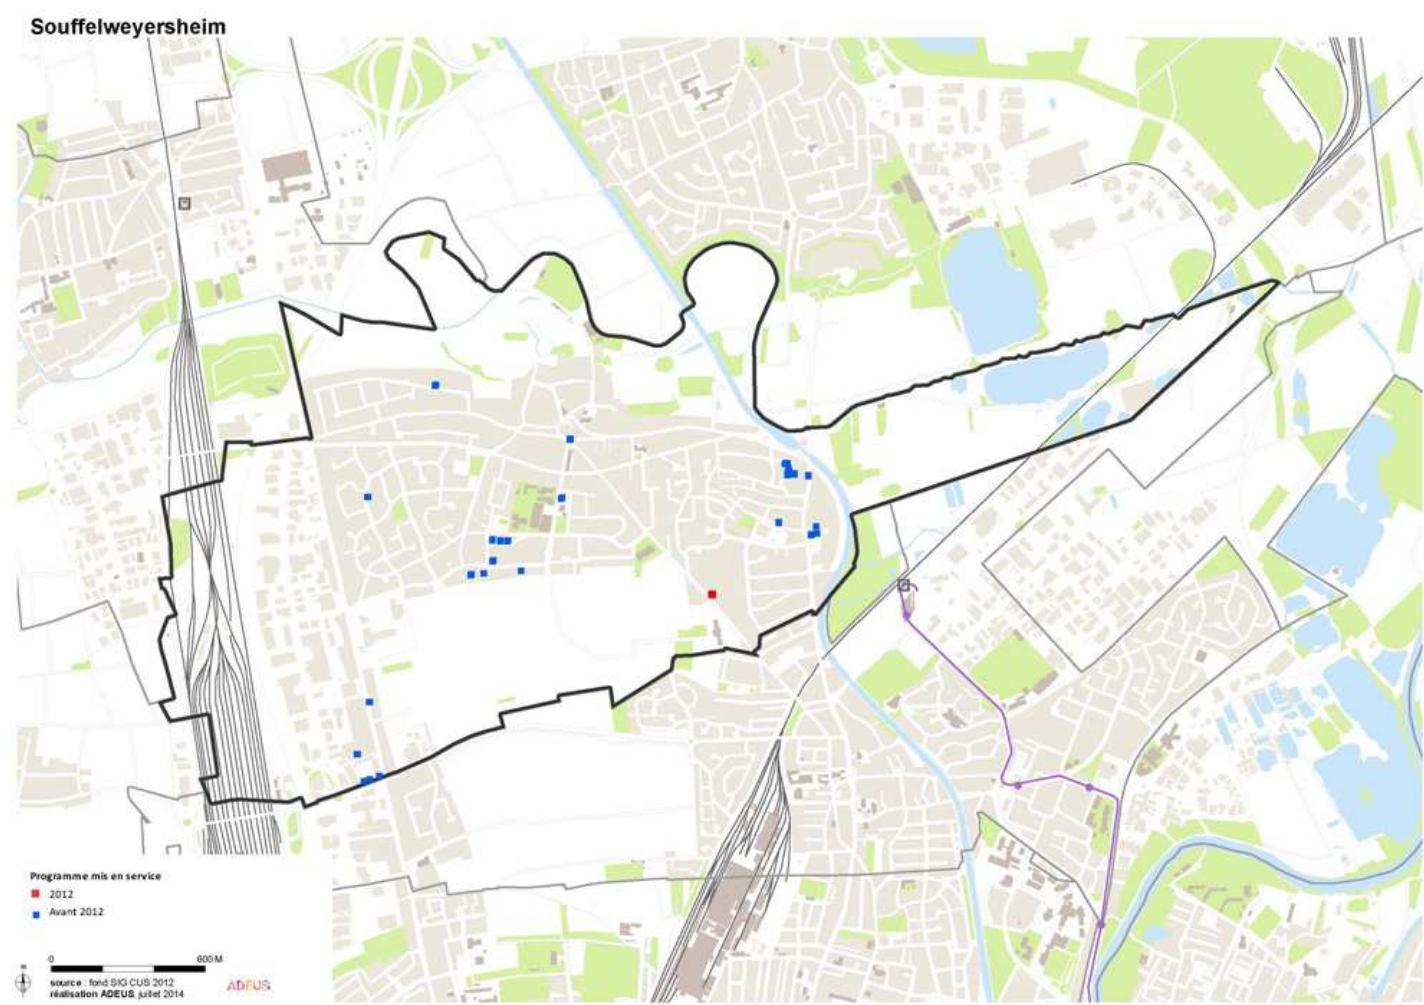 Souffelweyersheim
Programme mis en service
2012
Avant 2012
0 600 M
N
source : fond SIG CUS 2012
réalisation ADEUS, juillet 2014
ADEUS